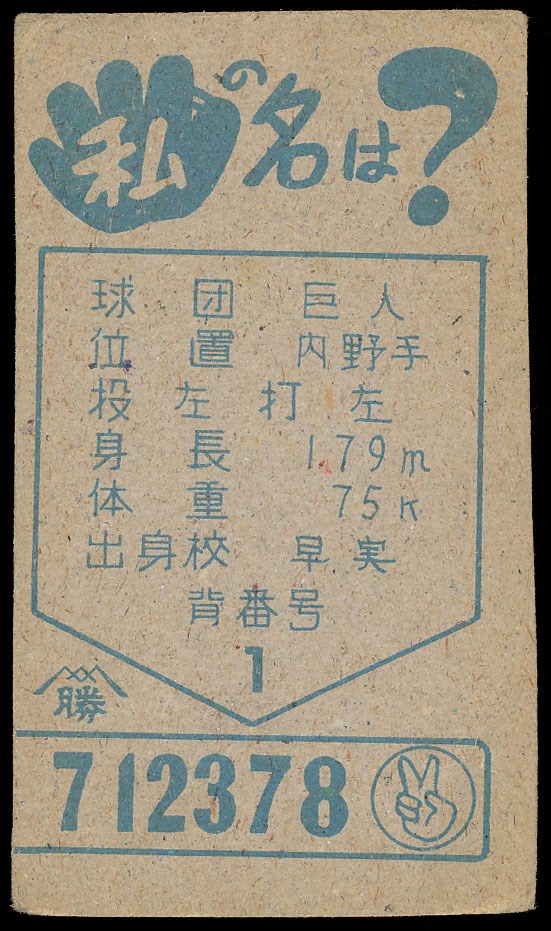 私の名は?
球団 巨人
位置 内野手
投 左 打 左
身長 1.79m
体重 75K
出身校 早実
背番号
1
勝
712378